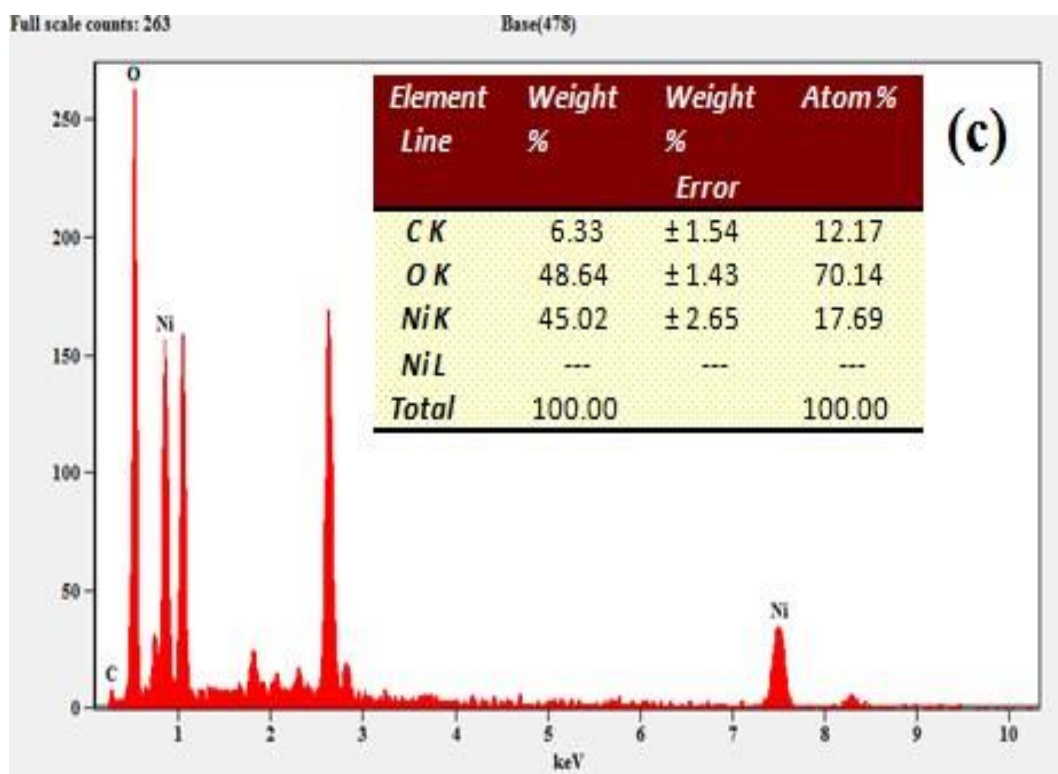 Full scale counts: 263 Base(478)
O
250
Element Weight Weight Atom%
Line % %
Error
(c)
200
C K 6.33 ± 1.54 12.17
O K 48.64 ± 1.43 70.14
Ni K 45.02 ± 2.65 17.69
Ni L --- --- ---
Total 100.00 100.00
Ni
150
100
50
Ni
C
0
1 2 3 4 5 6 7 8 9 10
keV